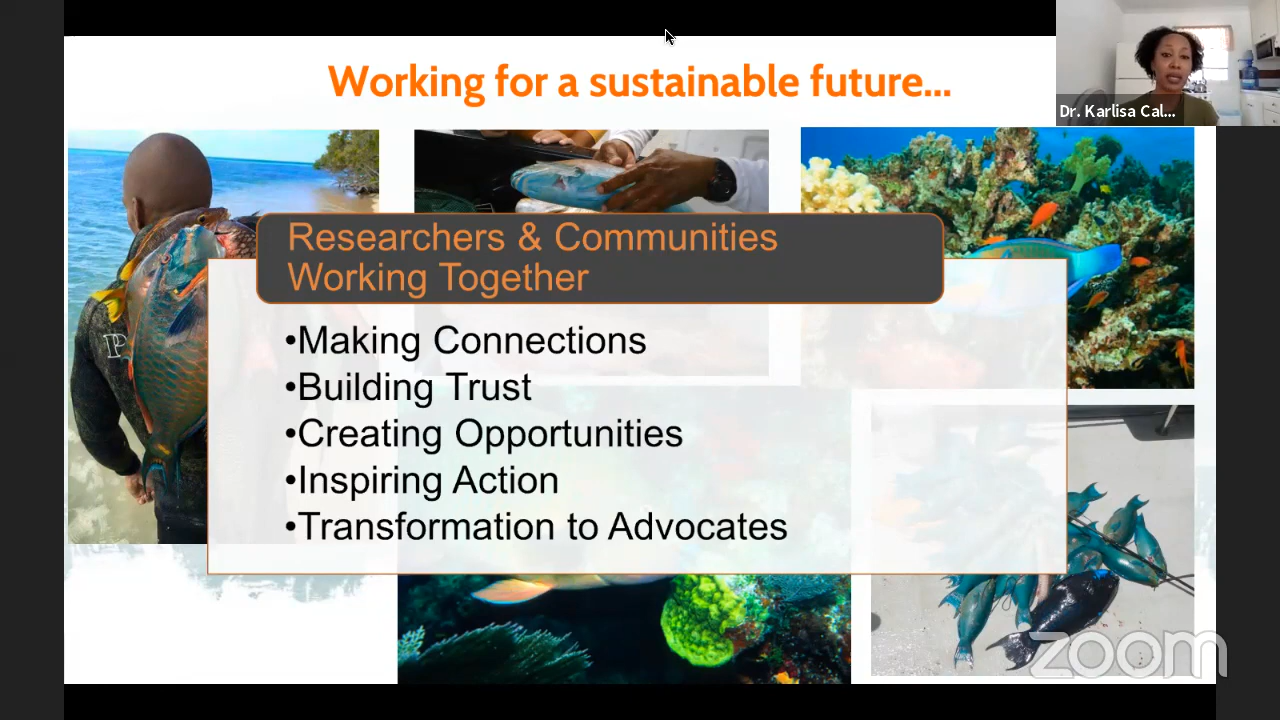 Working for a sustainable future...
Dr. Karlisa Cal...
Researchers & Communities
Working Together
•Making Connections
•Building Trust
•Creating Opportunities
•Inspiring Action
•Transformation to Advocates
P
zoom